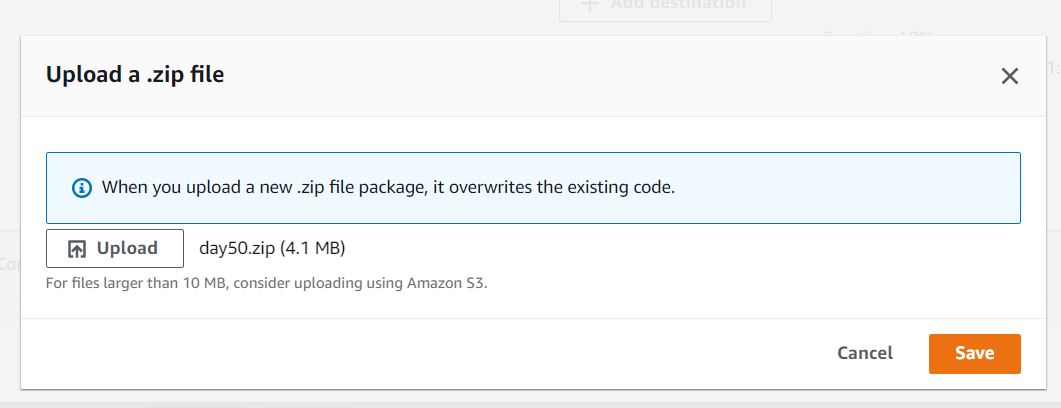 Add destination
Upload a .zip file
When you upload a new .zip file package, it overwrites the existing code.
Upload
day50.zip (4.1 MB)
For files larger than 10 MB, consider uploading using Amazon S3.
Cancel
Save